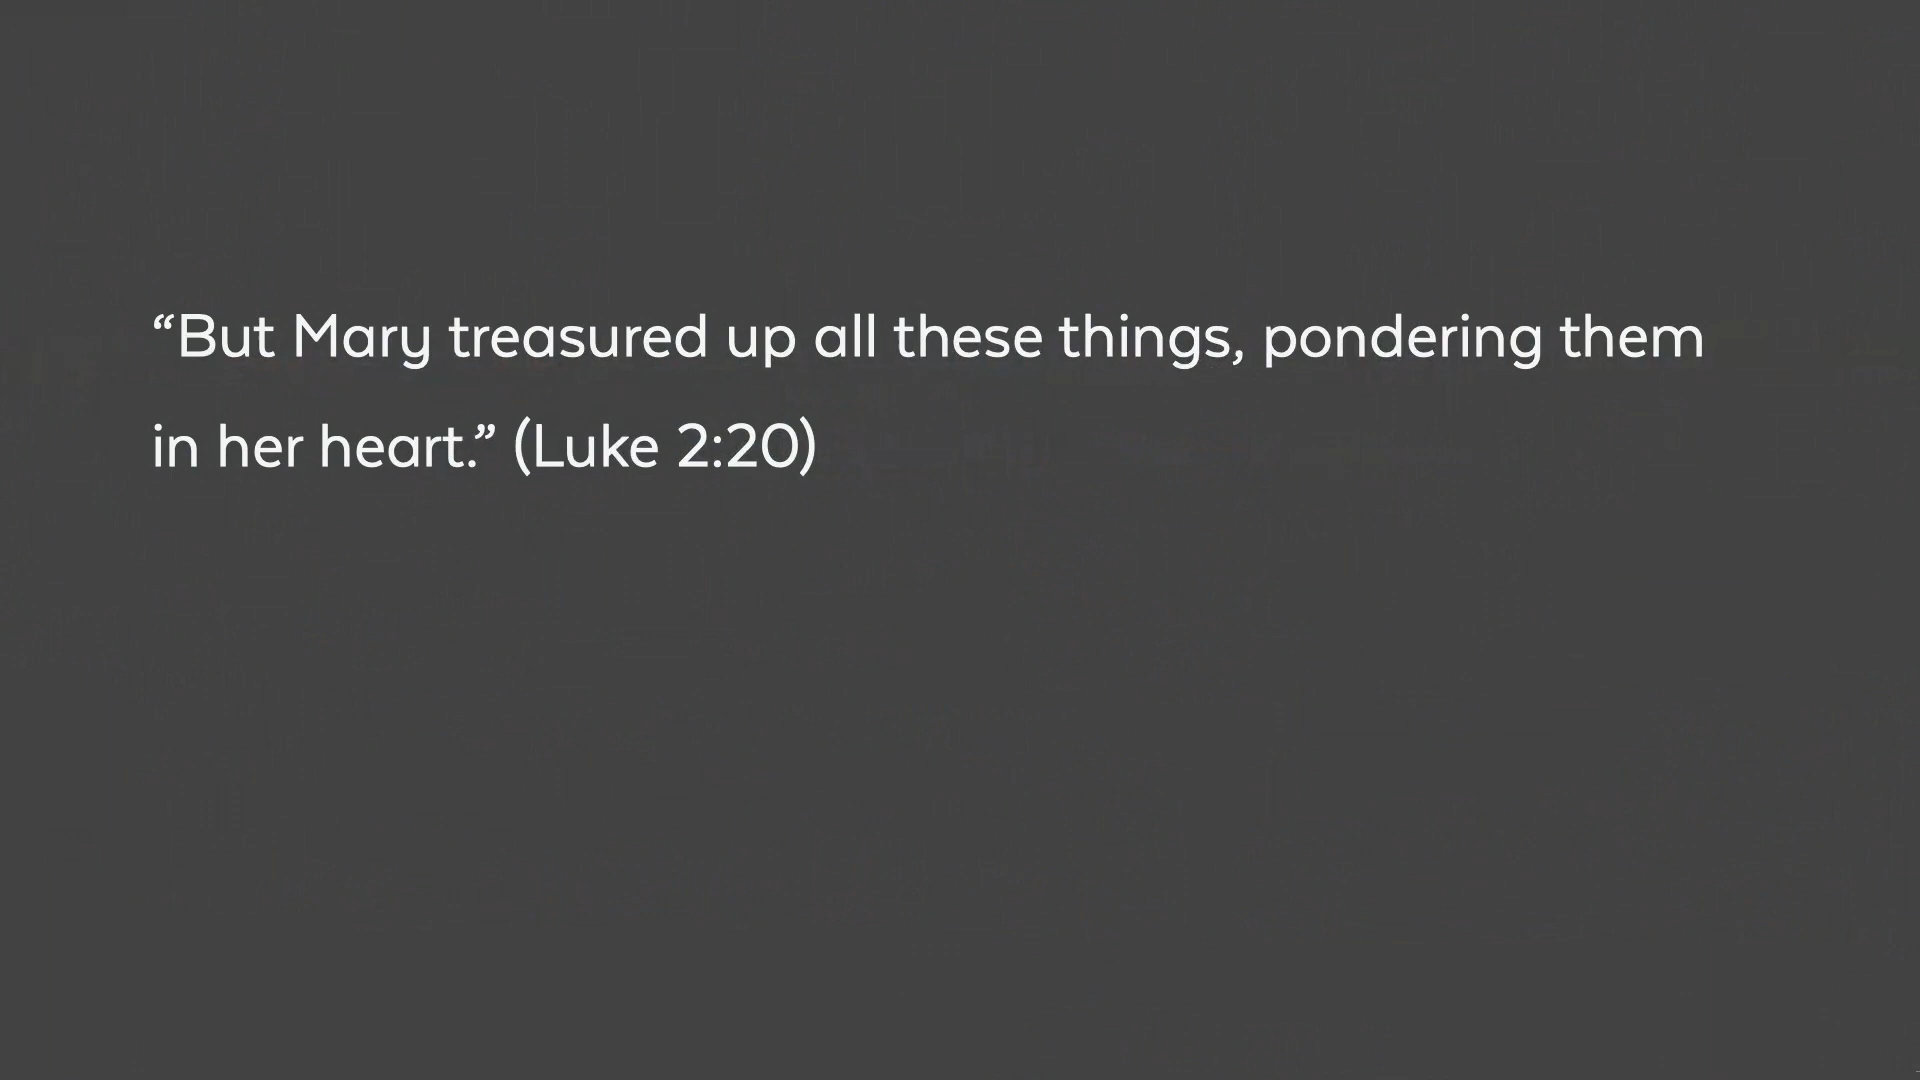 “But Mary treasured up all these things, pondering them
in her heart.” (Luke 2:20)